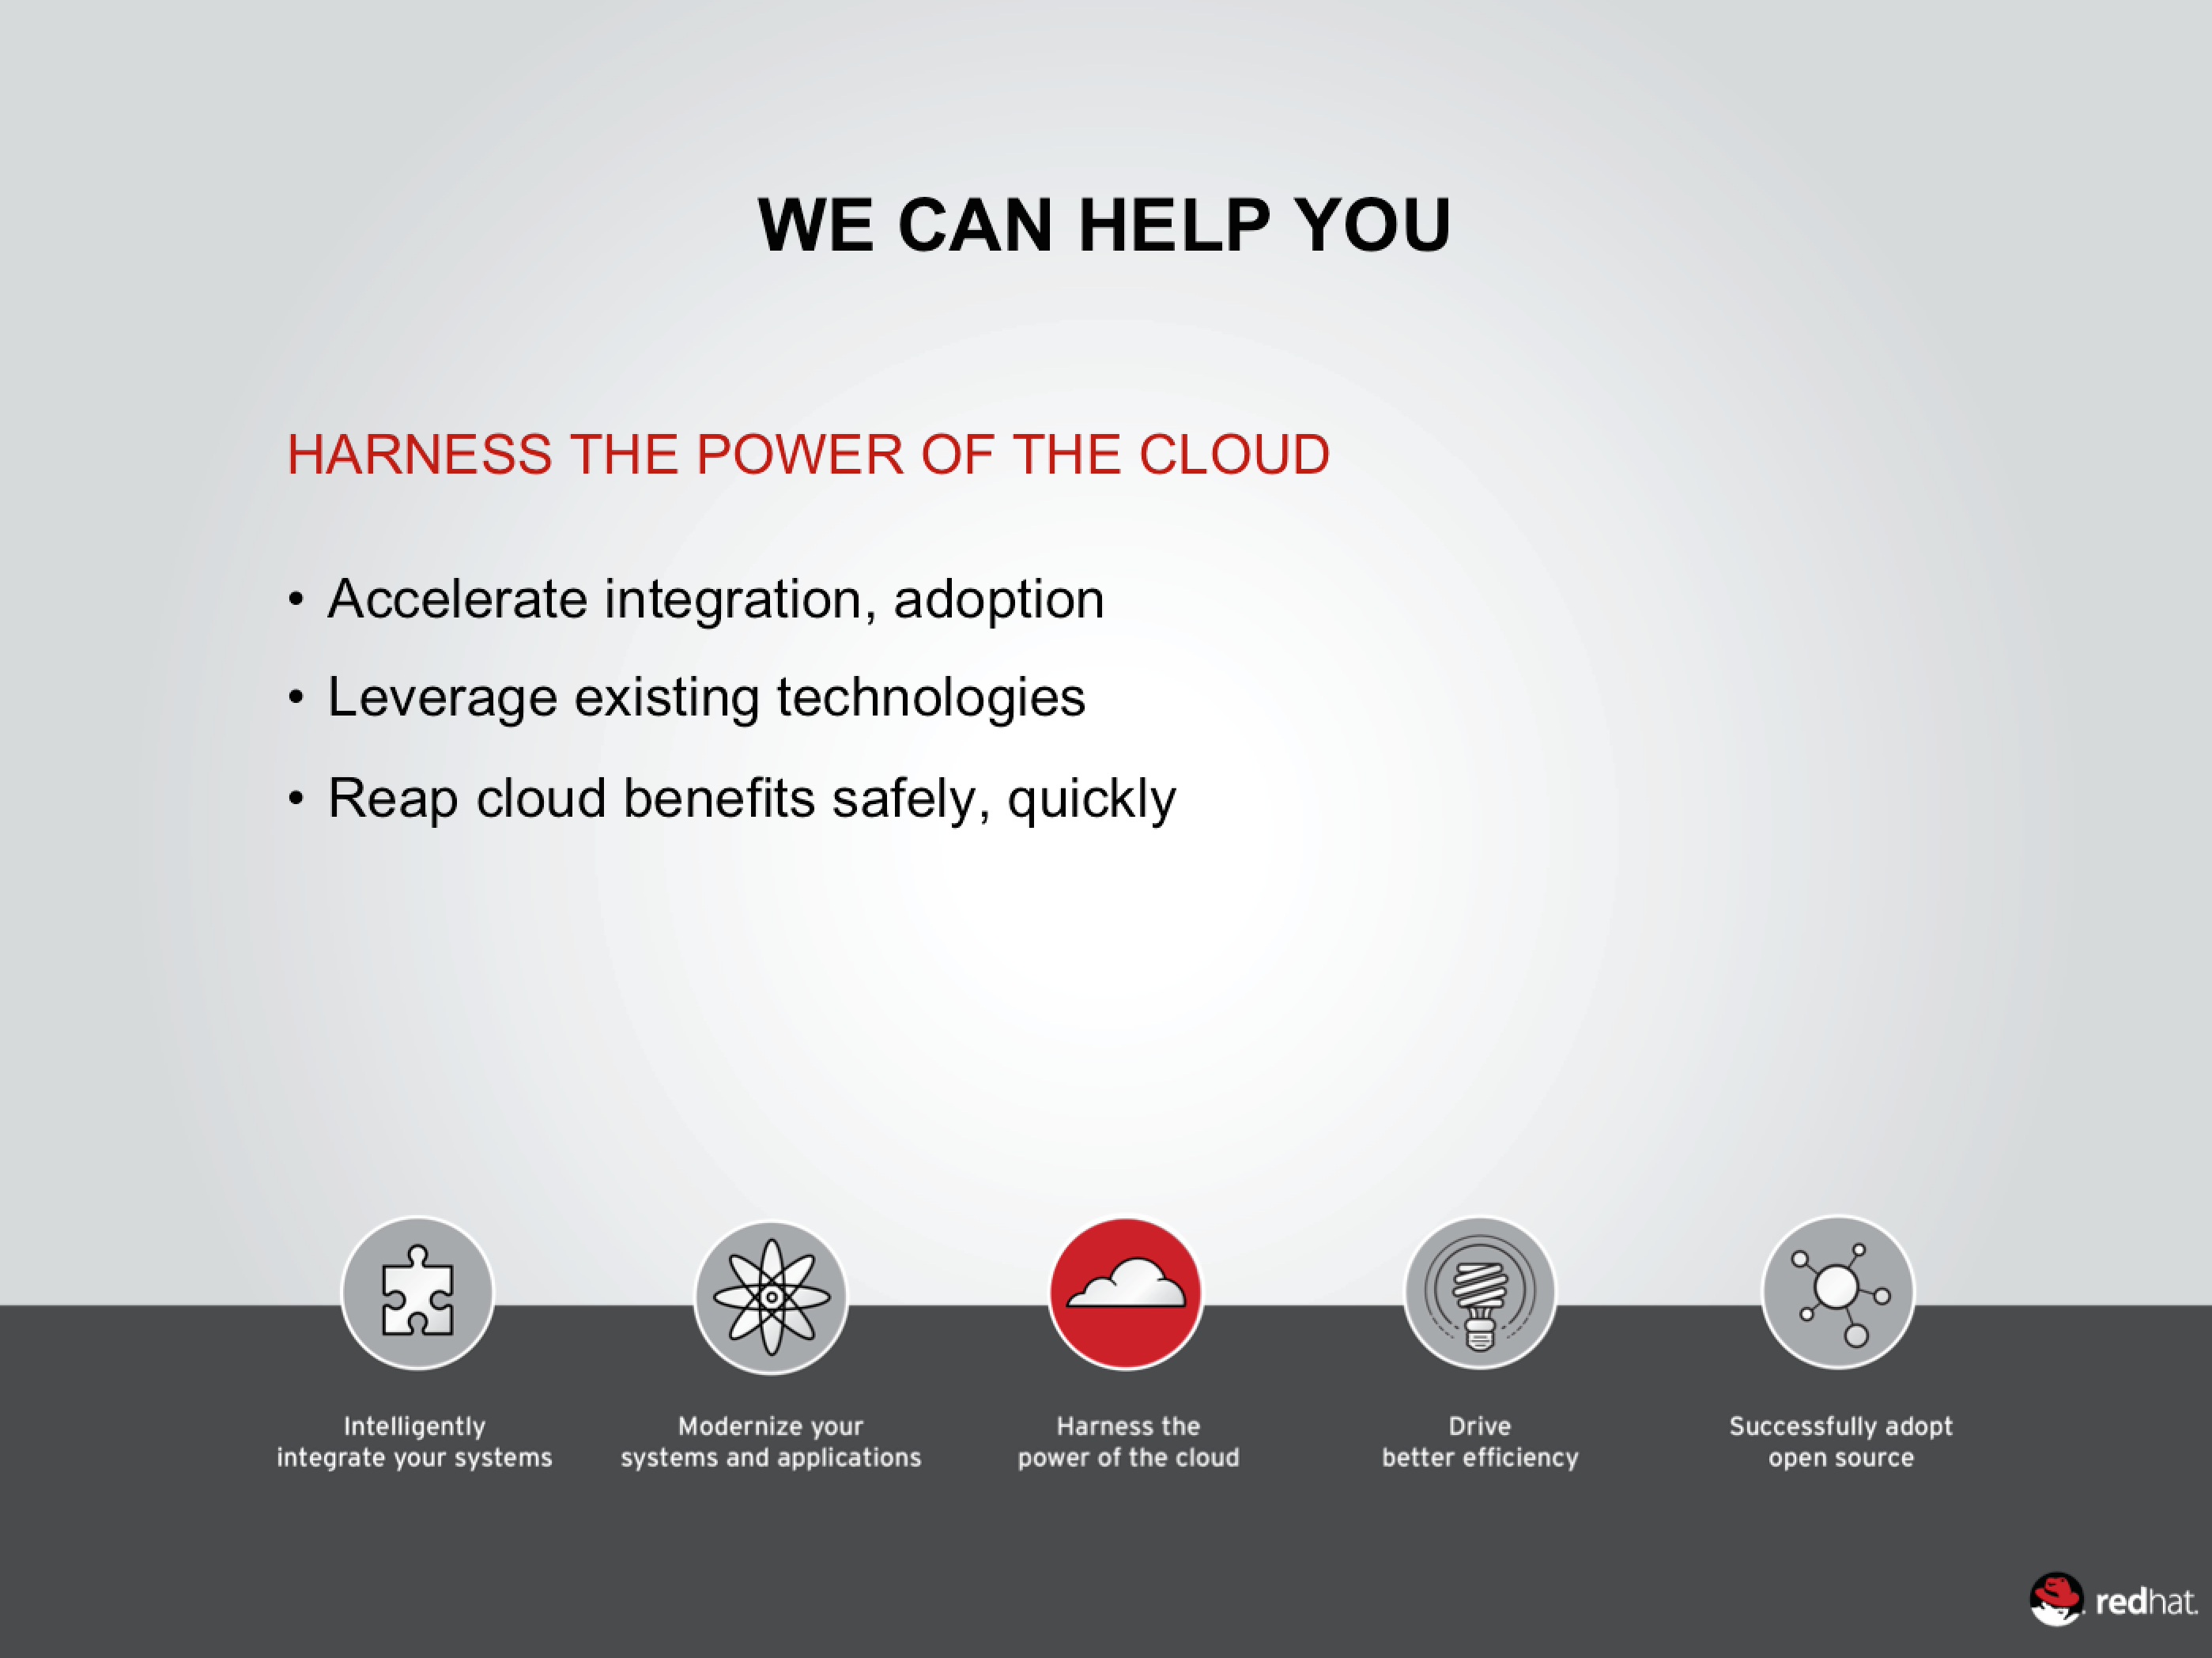 WE CAN HELP YOU
HARNESS THE POWER OF THE CLOUD
• Accelerate integration, adoption
• Leverage existing technologies
• Reap cloud benefits safely, quickly
Intelligently
integrate your systems
Modernize your
systems and applications
Harness the
power of the cloud
Drive
better efficiency
Successfully adopt
open source
redhat.